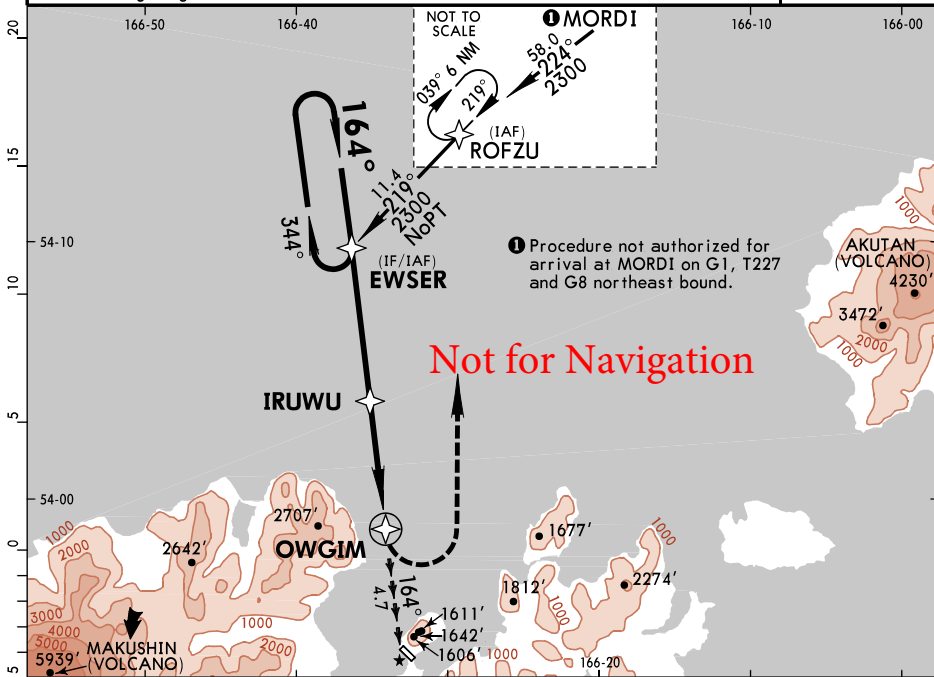 166-50
166-40
166-10
166-00
NOT TO
SCALE
❶ MORDI
58.0
224°
2300
039° 6 NM
219°
(IAF)
ROFZU
20
15
10
5
0
5
164°
344°
11.4
219°
2300
NoPT
54-10
(IF/IAF)
EWSER
❶ Procedure not authorized for
arrival at MORDI on G1, T227
and G8 northeast bound.
1000
AKUTAN
(VOLCANO)
4230'
3472'
2000
1000
Not for Navigation
IRUWU
54-00
2707'
OWGIM
2642'
1000
2000
3000
4000
5000
5939'
MAKUSHIN
(VOLCANO)
1000
2000
164°
4.7
1611'
1642'
1606'
1000
1677'
1812'
1000
2274'
1000
166-20